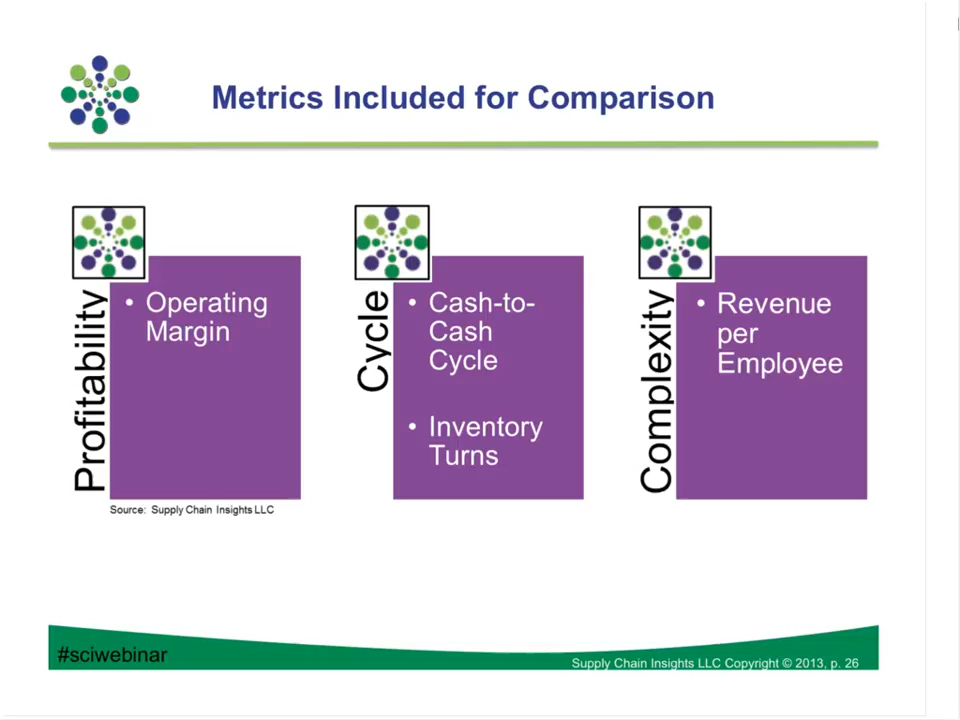 Metrics Included for Comparison
Profitability
• Operating
Margin
Cycle
• Cash-to-
Cash
Cycle
• Inventory
Turns
Complexity
• Revenue
per
Employee
Source: Supply Chain Insights LLC
#sciwebinar
Supply Chain Insights LLC Copyright © 2013, p. 26